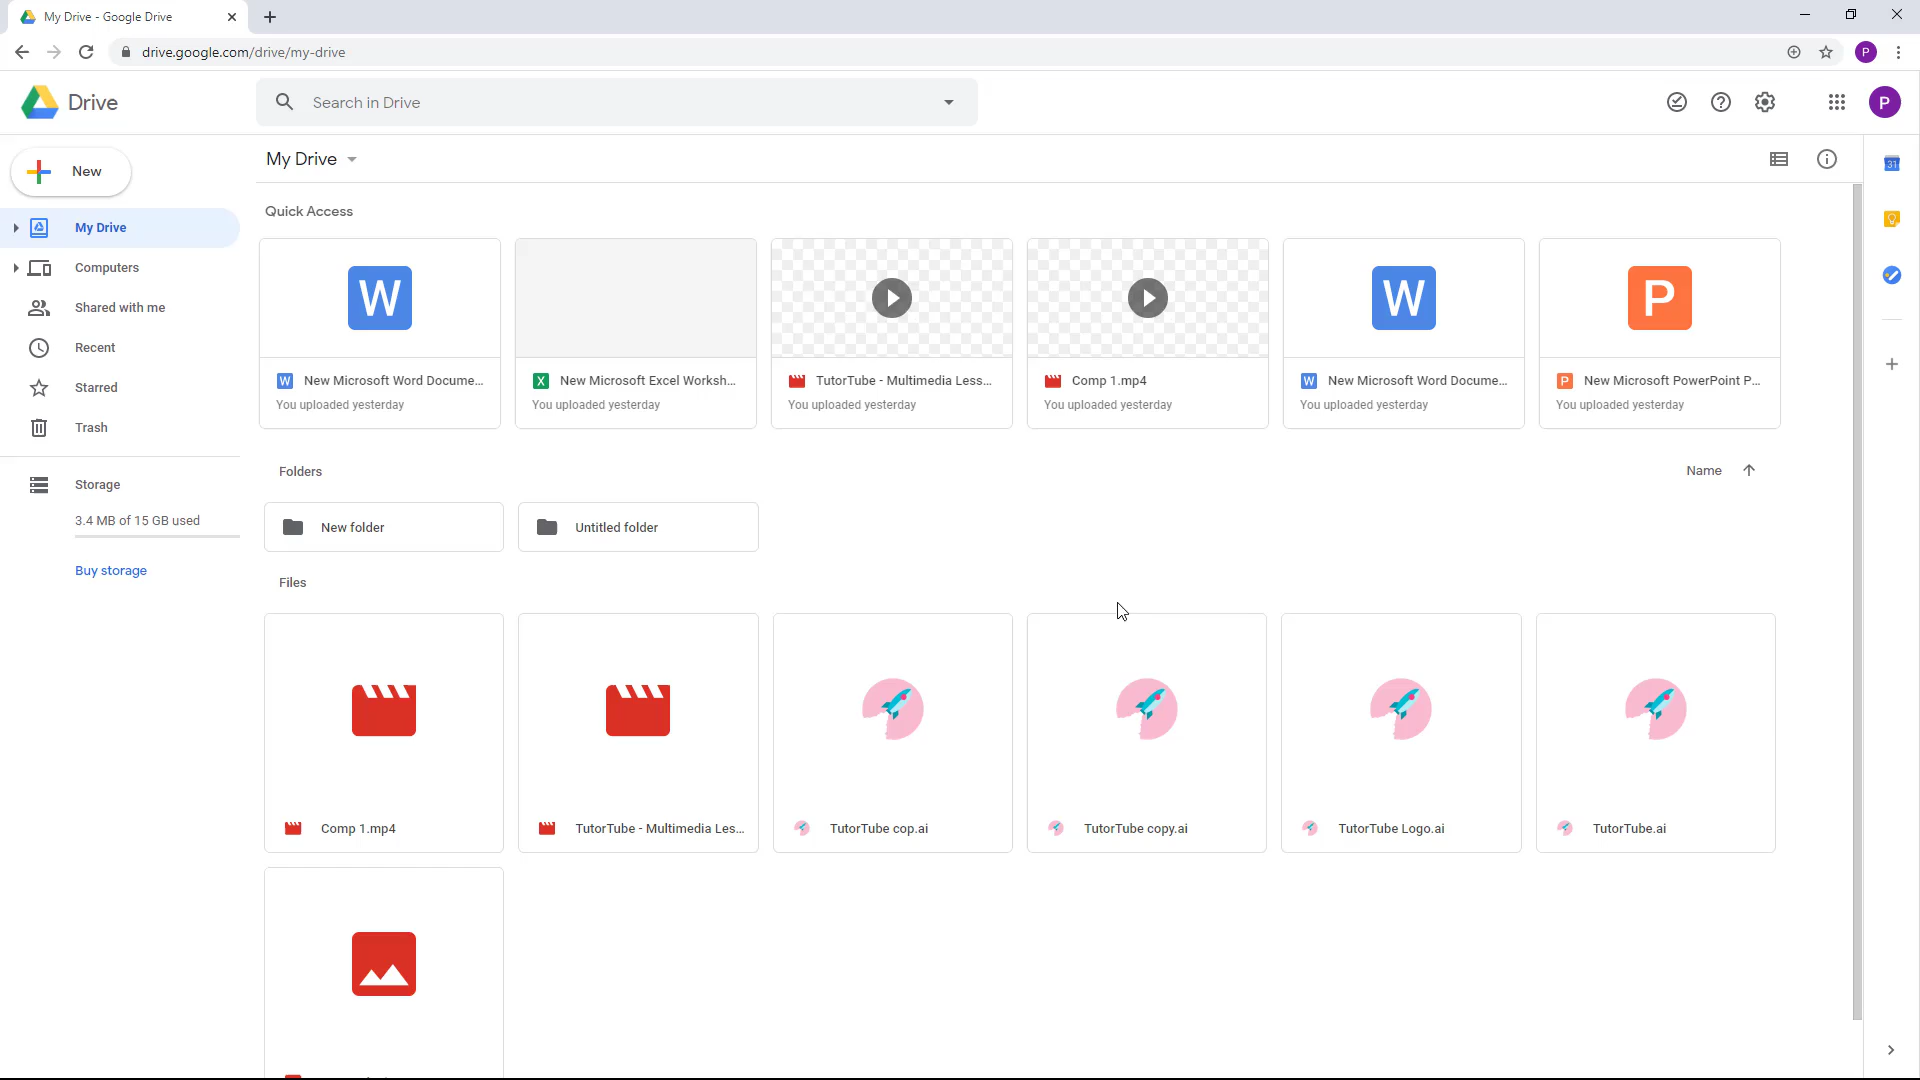 My Drive - Google Drive
drive.google.com/drive/my-drive
P
Drive
Search in Drive
P
New
My Drive
31
Quick Access
My Drive
Computers
Shared with me
Recent
Starred
Trash
Storage
3.4 MB of 15 GB used
Buy storage
W
W
P
W New Microsoft Word Docume...
You uploaded yesterday
X New Microsoft Excel Worksh...
You uploaded yesterday
TutorTube - Multimedia Less...
You uploaded yesterday
Comp 1.mp4
You uploaded yesterday
W New Microsoft Word Docume...
You uploaded yesterday
P New Microsoft PowerPoint P...
You uploaded yesterday
Folders
Name
New folder
Untitled folder
Files
Comp 1.mp4
TutorTube - Multimedia Les...
TutorTube cop.ai
TutorTube copy.ai
TutorTube Logo.ai
TutorTube.ai